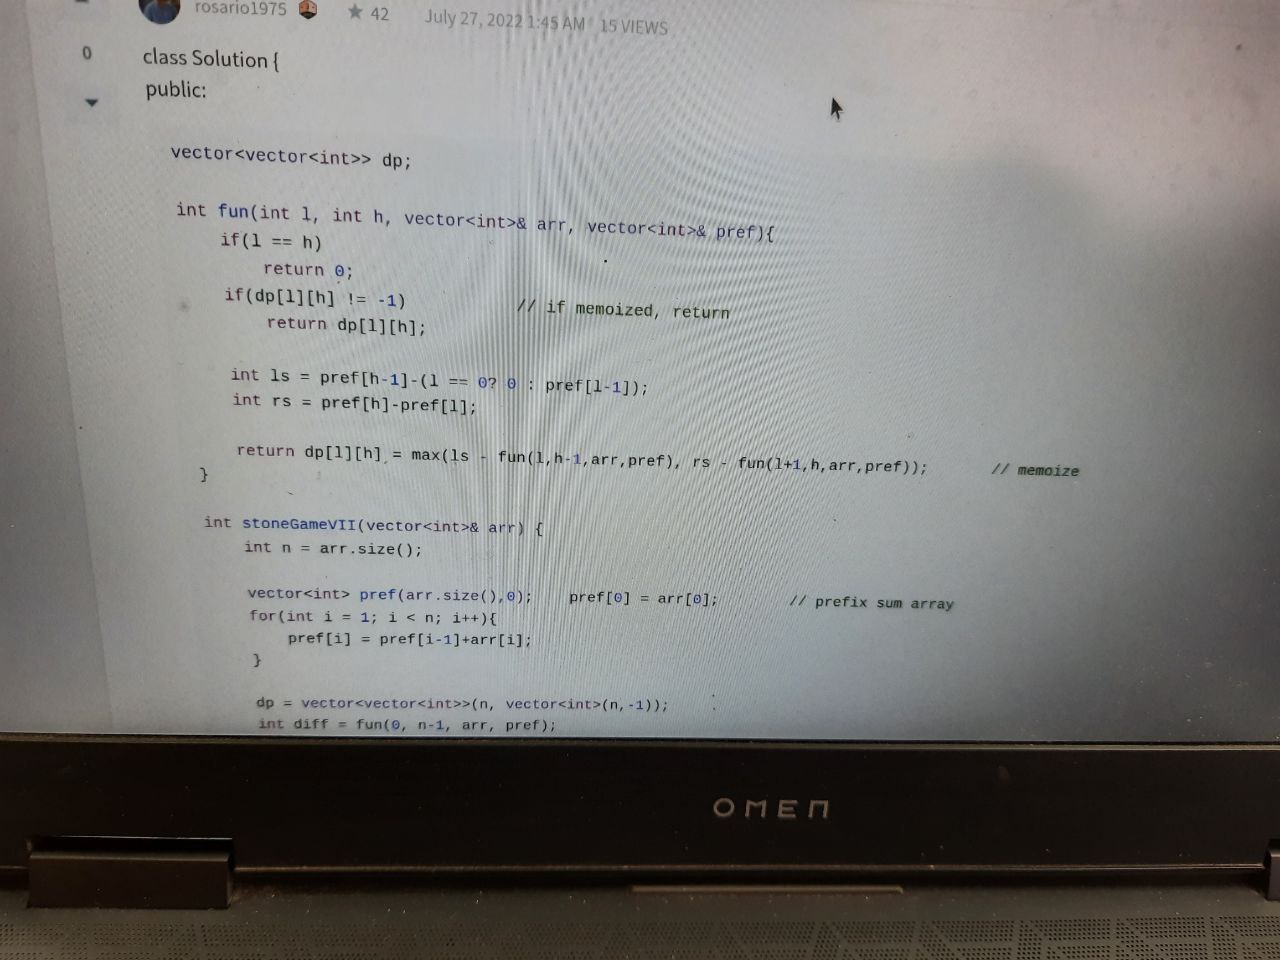 rosario1975 ★ 42 July 27, 2022 1:45 AM 15 VIEWS
0
class Solution {
public:
vector<vector<int>> dp;
int fun(int l, int h, vector<int>& arr, vector<int>& pref){
if(l == h)
return 0;
if(dp[l][h] != -1) // if memoized, return
return dp[l][h];
int ls = pref[h-1]-(l == 0? 0 : pref[l-1]);
int rs = pref[h]-pref[l];
return dp[l][h] = max(ls - fun(l,h-1,arr,pref), rs - fun(l+1,h,arr,pref)); // memoize
}
int stoneGameVII(vector<int>& arr) {
int n = arr.size();
vector<int> pref(arr.size(),0); pref[0] = arr[0]; // prefix sum array
for(int i = 1; i < n; i++){
pref[i] = pref[i-1]+arr[i];
}
dp = vector<vector<int>>(n, vector<int>(n,-1));
int diff = fun(0, n-1, arr, pref);
OMEN